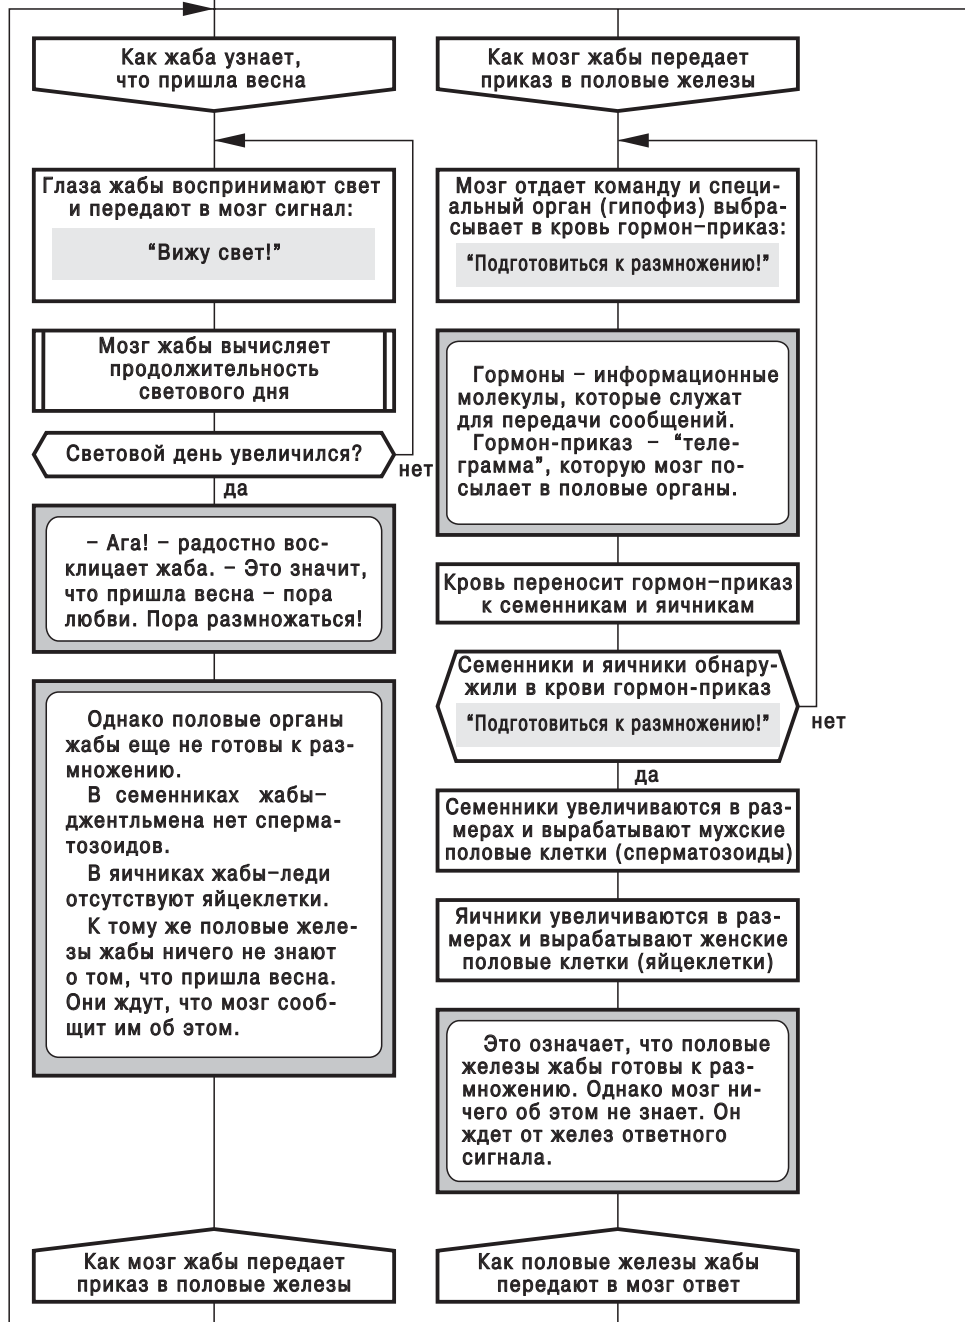 Как жаба узнает,
что пришла весна
Глаза жабы воспринимают свет
и передают в мозг сигнал:
“Вижу свет!”
Мозг жабы вычисляет
продолжительность
светового дня
Световой день увеличился?
нет
да
– Ага! – радостно вос-
клицает жаба. – Это значит,
что пришла весна – пора
любви. Пора размножаться!
Однако половые органы
жабы еще не готовы к раз-
множению.
В семенниках жабы-
джентльмена нет сперма-
тозоидов.
В яичниках жабы-леди
отсутствуют яйцеклетки.
К тому же половые желе-
зы жабы ничего не знают
о том, что пришла весна.
Они ждут, что мозг сооб-
щит им об этом.
Как мозг жабы передает
приказ в половые железы
Как мозг жабы передает
приказ в половые железы
Мозг отдает команду и специ-
альный орган (гипофиз) выбра-
сывает в кровь гормон-приказ:
“Подготовиться к размножению!”
Гормоны – информационные
молекулы, которые служат
для передачи сообщений.
Гормон-приказ – “теле-
грамма”, которую мозг по-
сылает в половые органы.
Кровь переносит гормон-приказ
к семенникам и яичникам
Семенники и яичники обнару-
жили в крови гормон-приказ
“Подготовиться к размножению!”
нет
да
Семенники увеличиваются в раз-
мерах и вырабатывают мужские
половые клетки (сперматозоиды)
Яичники увеличиваются в раз-
мерах и вырабатывают женские
половые клетки (яйцеклетки)
Это означает, что половые
железы жабы готовы к раз-
множению. Однако мозг ни-
чего об этом не знает. Он
ждет от желез ответного
сигнала.
Как половые железы жабы
передают в мозг ответ